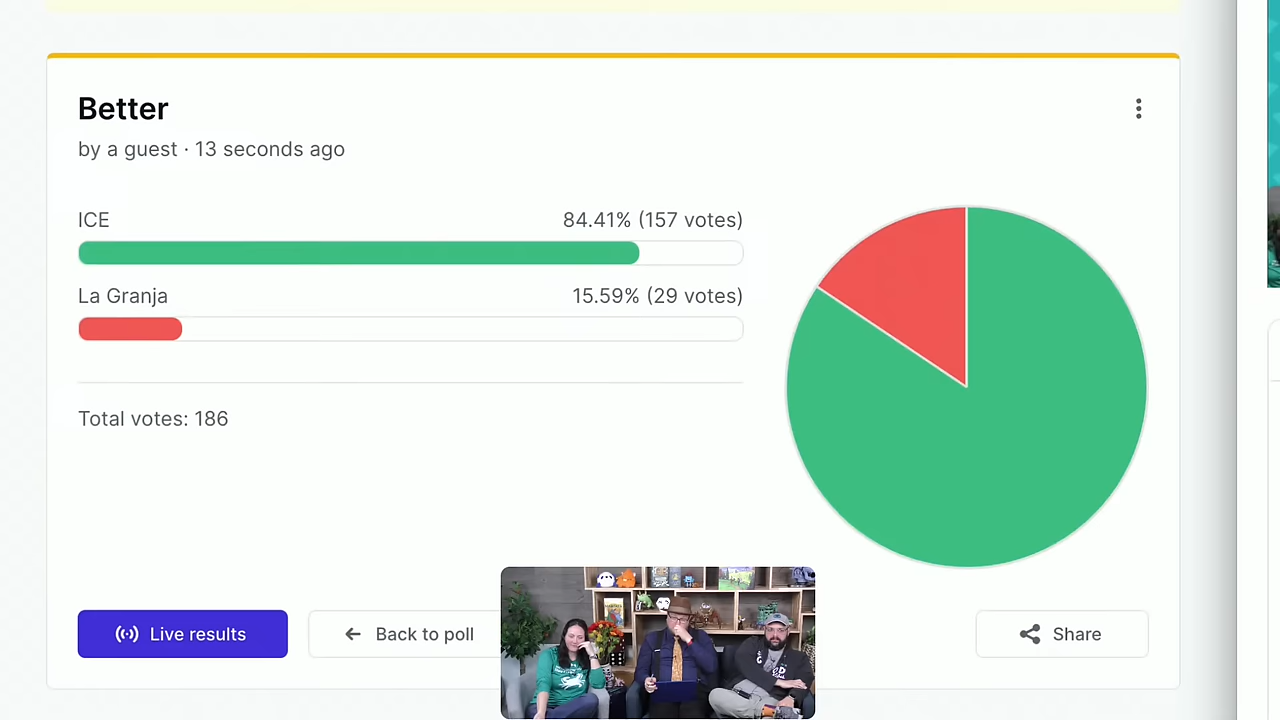 Better
by a guest · 13 seconds ago
ICE 84.41% (157 votes)
La Granja 15.59% (29 votes)
Total votes: 186
Live results
Back to poll
Share